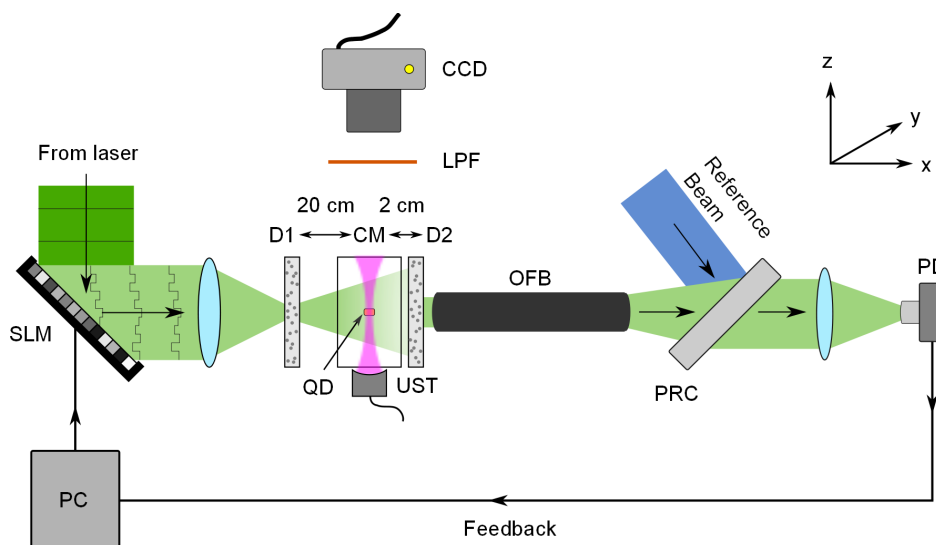 CCD
z
y
x
From laser
LPF
Reference
Beam
20 cm
2 cm
D1
CM
D2
OFB
PD
SLM
QD
UST
PRC
PC
Feedback